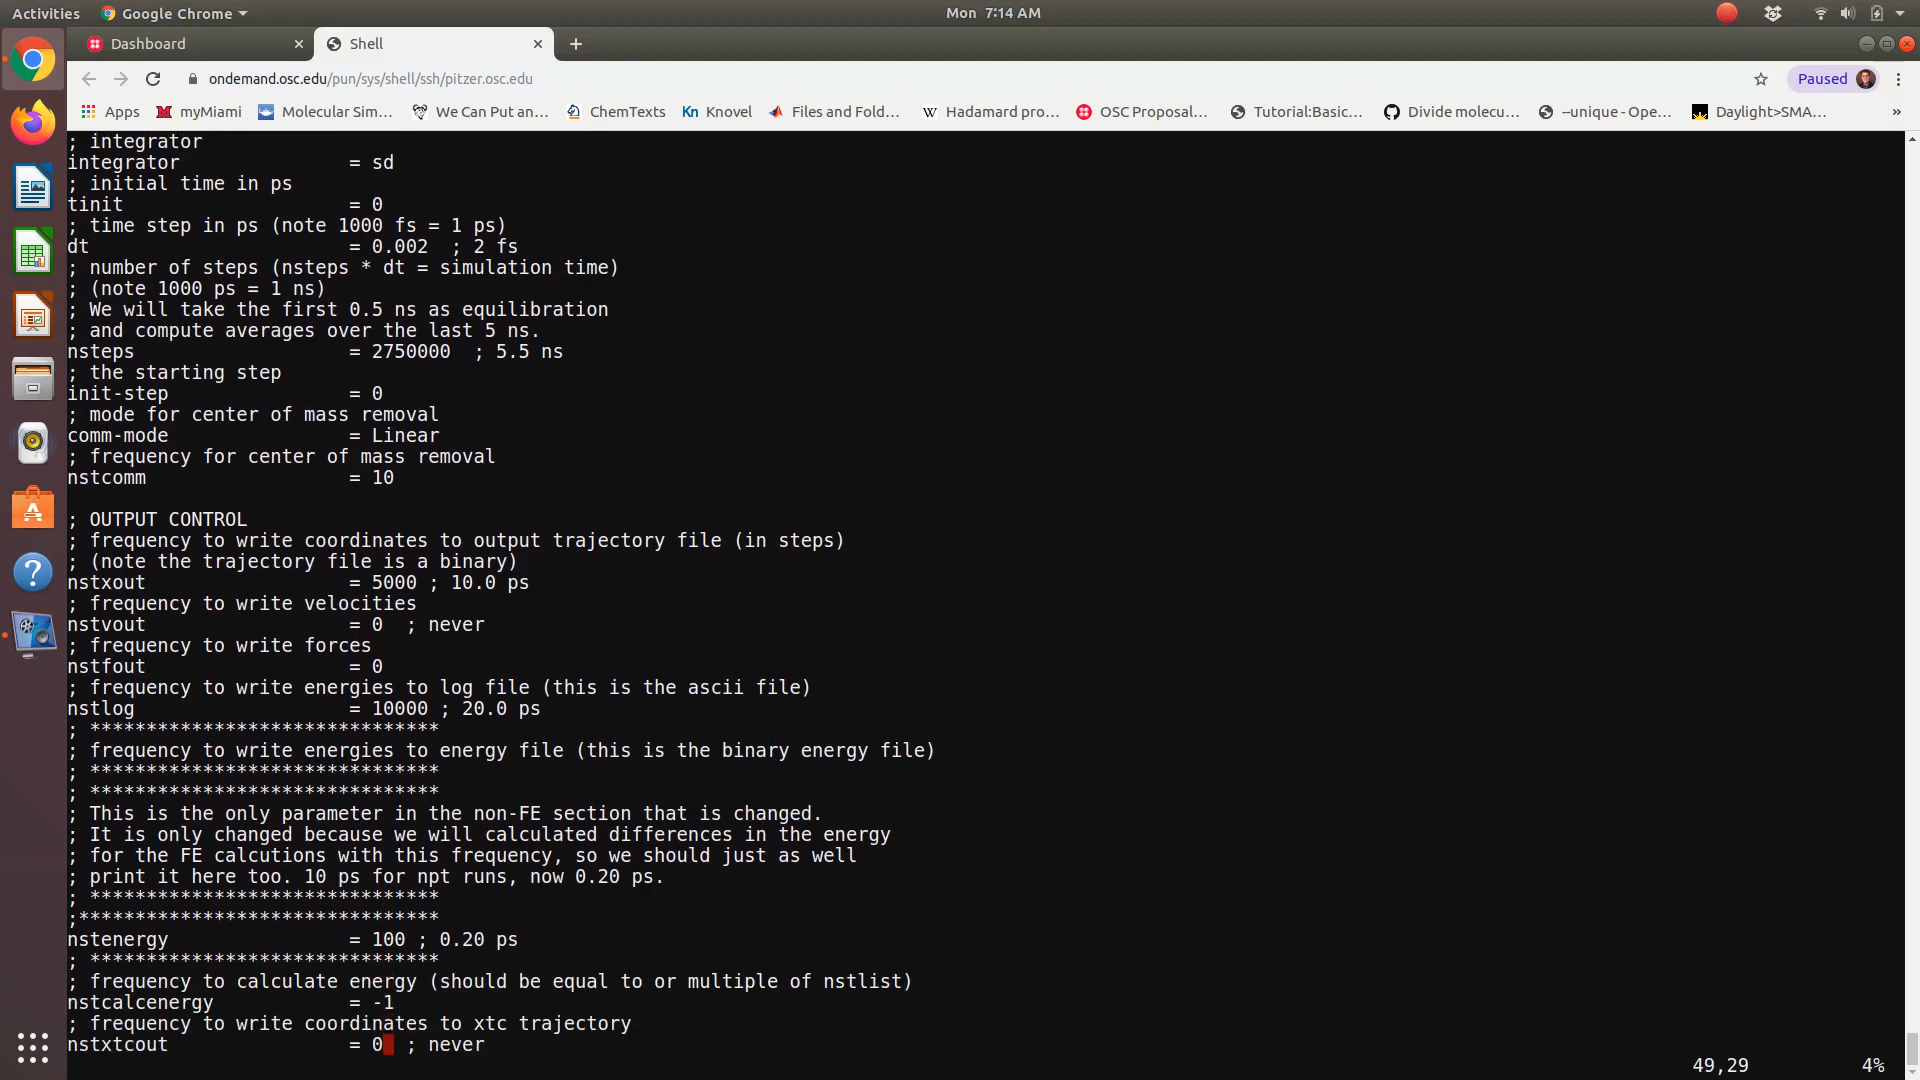 Activities
Google Chrome
Mon 7:14 AM
Dashboard
Shell
ondemand.osc.edu/pun/sys/shell/ssh/pitzer.osc.edu
Paused
Apps
myMiami
Molecular Sim...
We Can Put an...
ChemTexts
Kn Knovel
Files and Fold...
W Hadamard pro...
OSC Proposal...
Tutorial:Basic...
Divide molecu...
--unique - Ope...
Daylight>SMA...
»
; integrator
integrator = sd
; initial time in ps
tinit = 0
; time step in ps (note 1000 fs = 1 ps)
dt = 0.002 ; 2 fs
; number of steps (nsteps * dt = simulation time)
; (note 1000 ps = 1 ns)
; We will take the first 0.5 ns as equilibration
; and compute averages over the last 5 ns.
nsteps = 2750000 ; 5.5 ns
; the starting step
init-step = 0
; mode for center of mass removal
comm-mode = Linear
; frequency for center of mass removal
nstcomm = 10
; OUTPUT CONTROL
; frequency to write coordinates to output trajectory file (in steps)
; (note the trajectory file is a binary)
nstxout = 5000 ; 10.0 ps
; frequency to write velocities
nstvout = 0 ; never
; frequency to write forces
nstfout = 0
; frequency to write energies to log file (this is the ascii file)
nstlog = 10000 ; 20.0 ps
; *******************************
; frequency to write energies to energy file (this is the binary energy file)
; *******************************
; *******************************
; This is the only parameter in the non-FE section that is changed.
; It is only changed because we will calculated differences in the energy
; for the FE calcutions with this frequency, so we should just as well
; print it here too. 10 ps for npt runs, now 0.20 ps.
; *******************************
;********************************
nstenergy = 100 ; 0.20 ps
; *******************************
; frequency to calculate energy (should be equal to or multiple of nstlist)
nstcalcenergy = -1
; frequency to write coordinates to xtc trajectory
nstxtcout = 0 ; never
49,29 4%